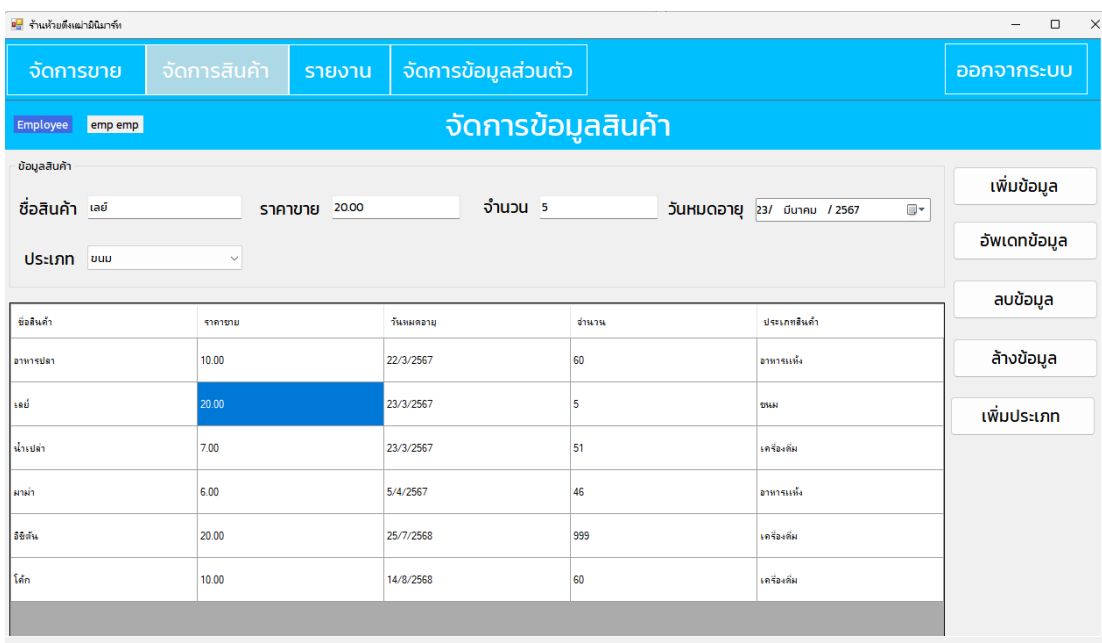 ร้านห้วยตึงเฒ่ามินิมาร์ท
จัดการขาย จัดการสินค้า รายงาน จัดการข้อมูลส่วนตัว ออกจากระบบ
Employee emp emp จัดการข้อมูลสินค้า
ข้อมูลสินค้า
ชื่อสินค้า เลย์ ราคาขาย 20.00 จำนวน 5 วันหมดอายุ 23/ มีนาคม / 2567
ประเภท ขนม
เพิ่มข้อมูล
อัพเดทข้อมูล
ลบข้อมูล
ล้างข้อมูล
เพิ่มประเภท
ชื่อสินค้า ราคาขาย วันหมดอายุ จำนวน ประเภทสินค้า
อาหารปลา 10.00 22/3/2567 60 อาหารแห้ง
เลย์ 20.00 23/3/2567 5 ขนม
น้ำเปล่า 7.00 23/3/2567 51 เครื่องดื่ม
มาม่า 6.00 5/4/2567 46 อาหารแห้ง
อิชิตัน 20.00 25/7/2568 999 เครื่องดื่ม
โค้ก 10.00 14/8/2568 60 เครื่องดื่ม